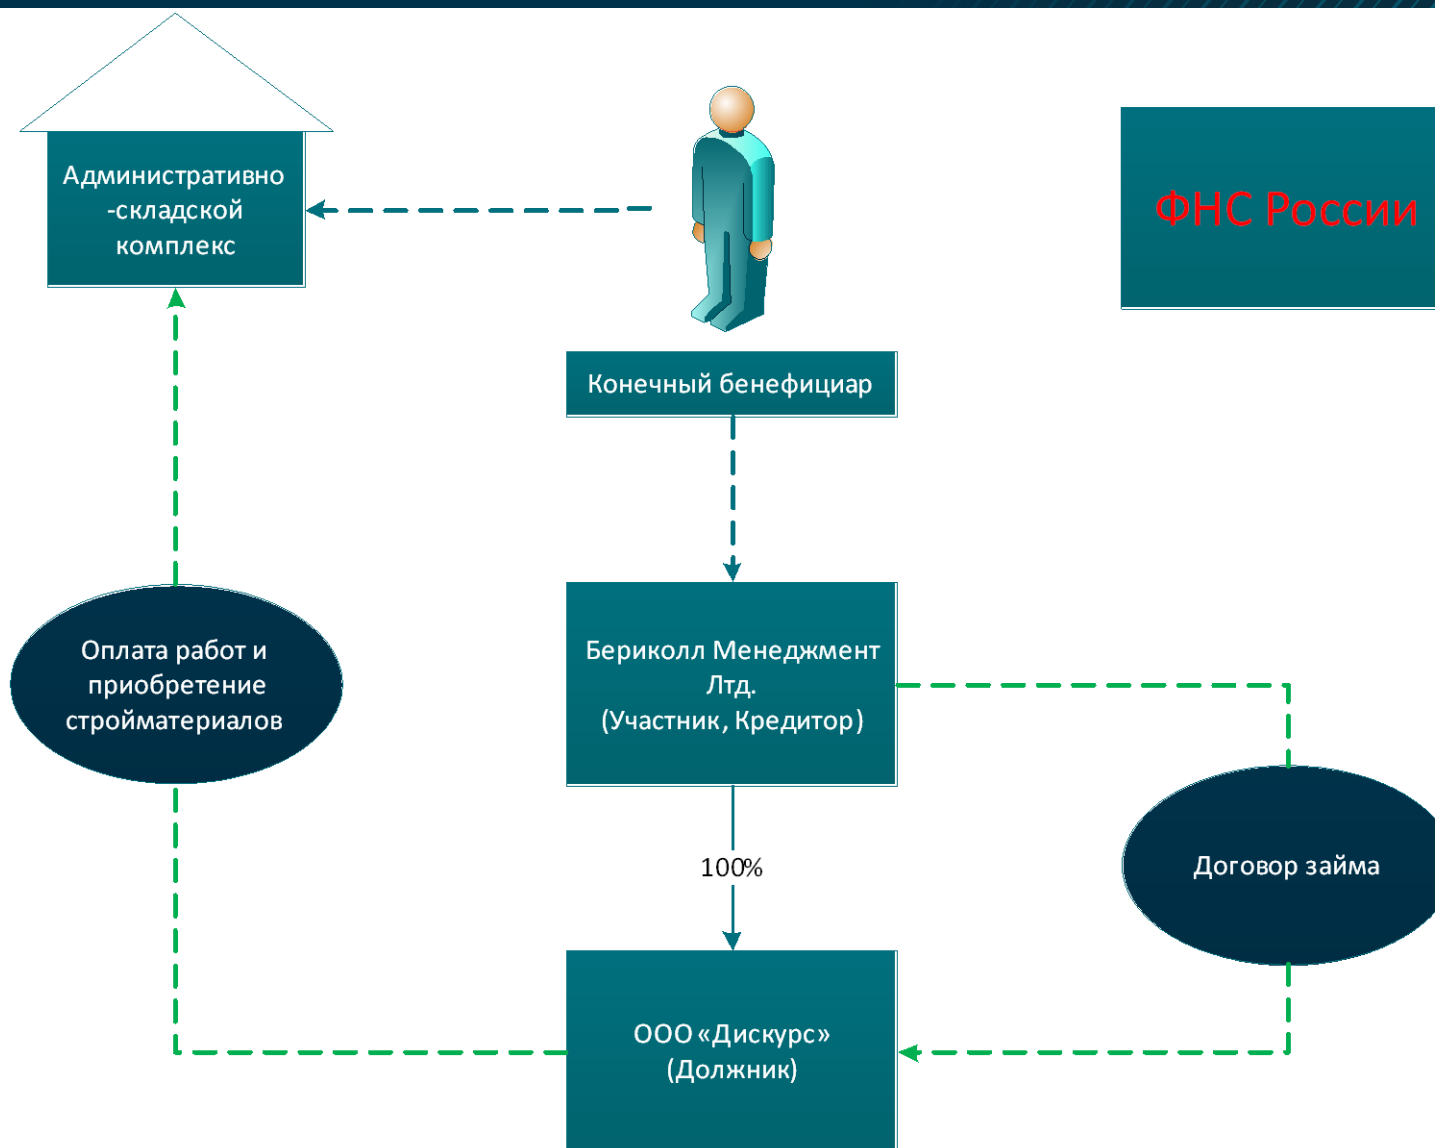 Административно
-складской
комплекс
ФНС России
Конечный бенефициар
Оплата работ и
приобретение
стройматериалов
Бериколл Менеджмент
Лтд.
(Участник, Кредитор)
100%
Договор займа
ООО «Дискурс»
(Должник)